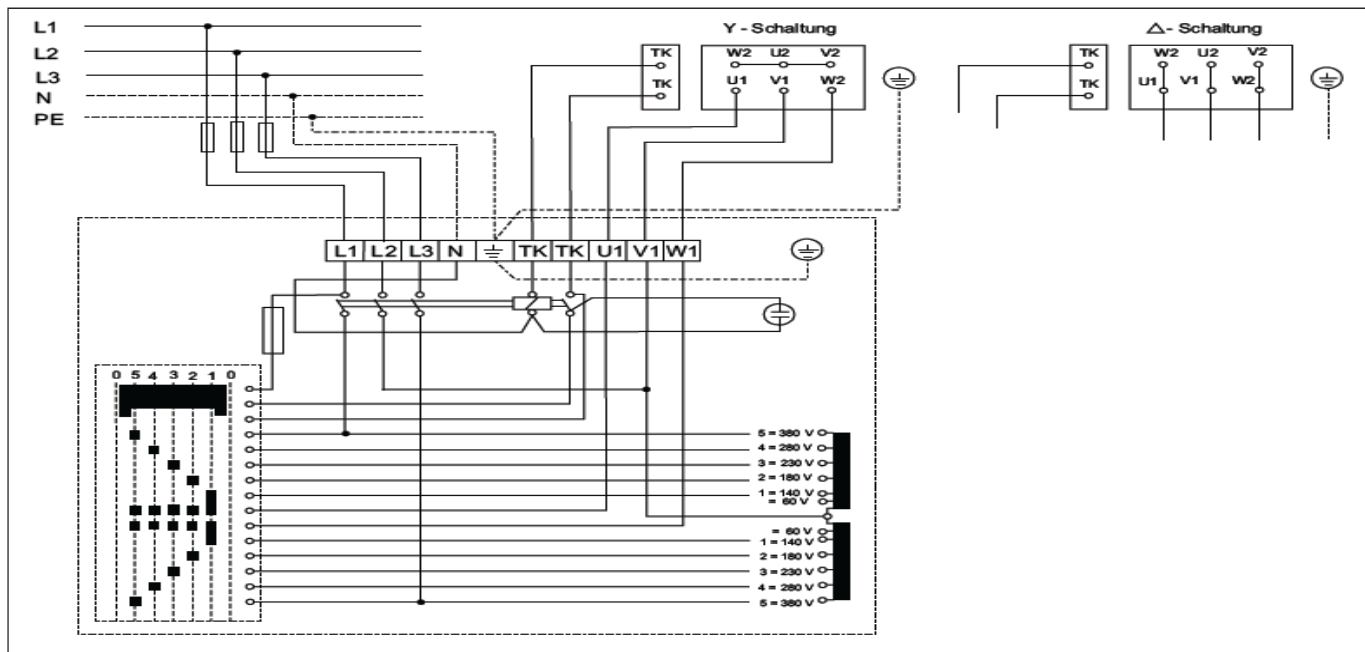 L1
L2
L3
N
PE
Y - Schaltung
TK
TK
W2 U2 V2
U1 V1 W2
△- Schaltung
TK
TK
W2 U2 V2
U1 V1 W2
L1 L2 L3 N TK TK U1 V1 W1
0 5 4 3 2 1 0
5 = 380 V
4 = 280 V
3 = 230 V
2 = 180 V
1 = 140 V
= 60 V
= 60 V
1 = 140 V
2 = 180 V
3 = 230 V
4 = 280 V
5 = 380 V